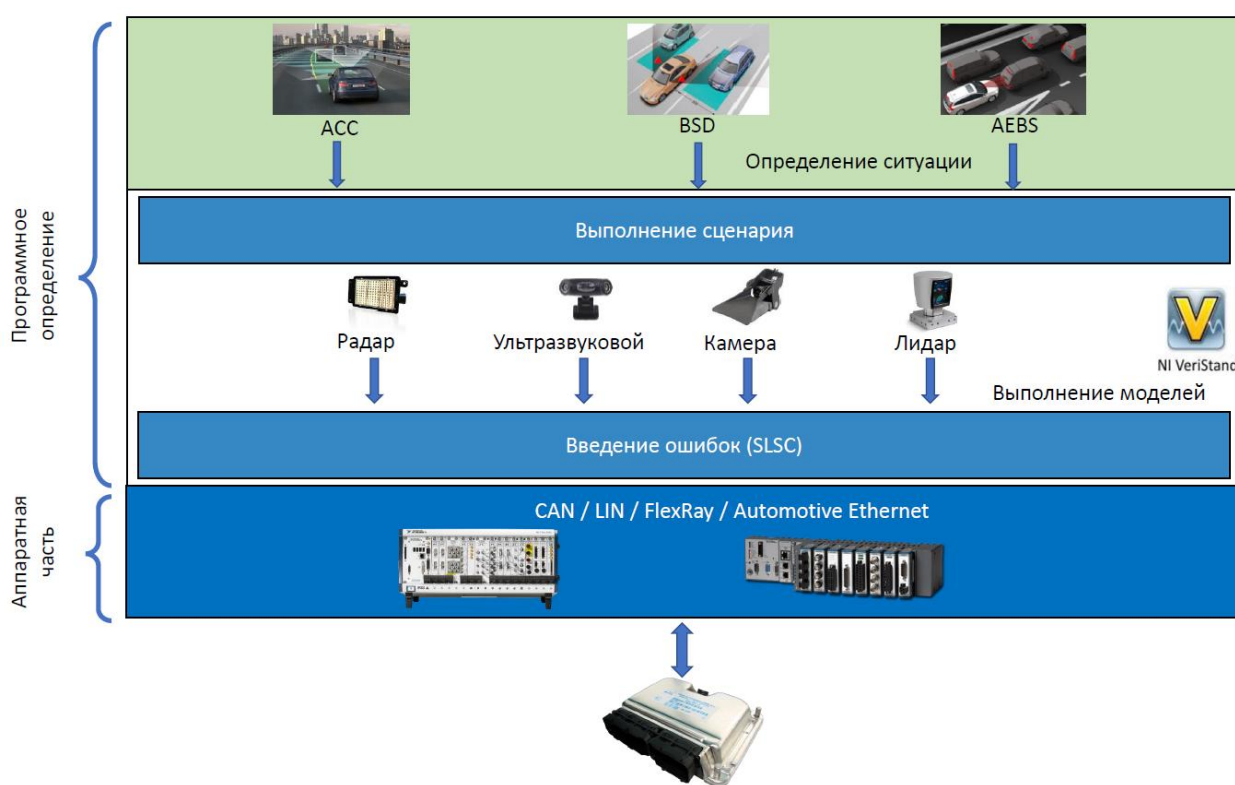 ACC
BSD
AEBS
Определение ситуации
Выполнение сценария
Программное
определение
Радар
Ультразвуковой
Камера
Лидар
V
NI VeriStand
Выполнение моделей
Введение ошибок (SLSC)
Аппаратная
часть
CAN / LIN / FlexRay / Automotive Ethernet